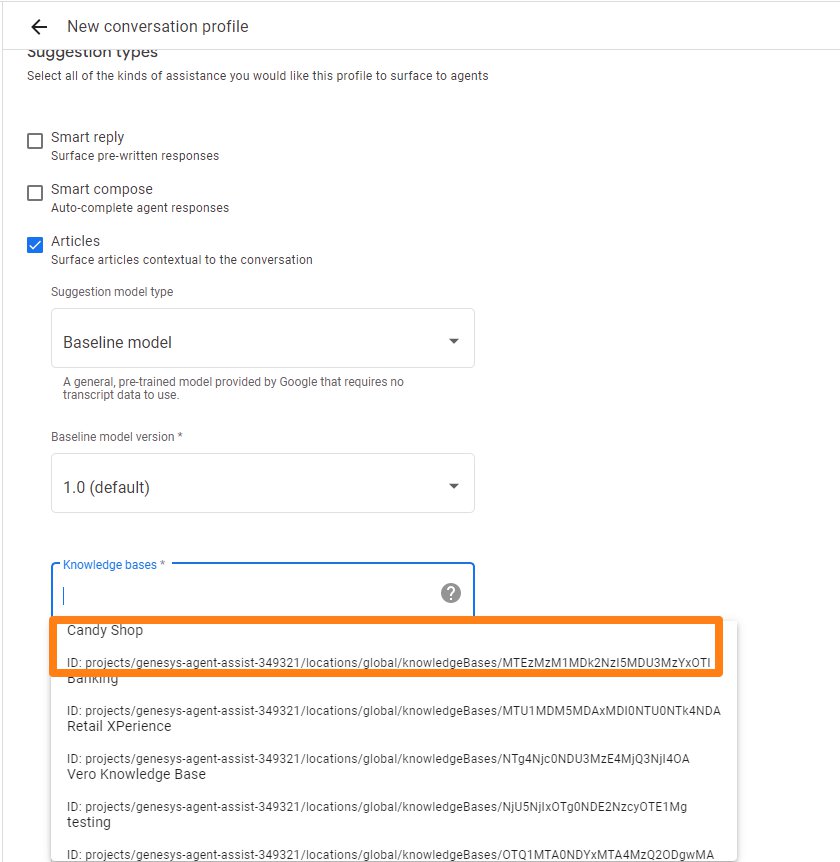 New conversation profile
Suggestion types
Select all of the kinds of assistance you would like this profile to surface to agents
Smart reply
Surface pre-written responses
Smart compose
Auto-complete agent responses
Articles
Surface articles contextual to the conversation
Suggestion model type
Baseline model
A general, pre-trained model provided by Google that requires no
transcript data to use.
Baseline model version *
1.0 (default)
Knowledge bases *
?
Candy Shop
ID: projects/genesys-agent-assist-349321/locations/global/knowledgeBases/MTEzMzM1MDk2NzI5MDU3MzYxOTI
Banking
ID: projects/genesys-agent-assist-349321/locations/global/knowledgeBases/MTU1MDM5MDAxMDI0NTU0NTk4NDA
Retail XPerience
ID: projects/genesys-agent-assist-349321/locations/global/knowledgeBases/NTg4Njc0NDU3MzE4MjQ3NjI4OA
Vero Knowledge Base
ID: projects/genesys-agent-assist-349321/locations/global/knowledgeBases/NjU5NjIxOTg0NDE2NzcyOTE1Mg
testing
ID: projects/genesys-agent-assist-349321/locations/global/knowledgeBases/OTQ1MTA0NDYxMTA4MzQ2ODgwMA